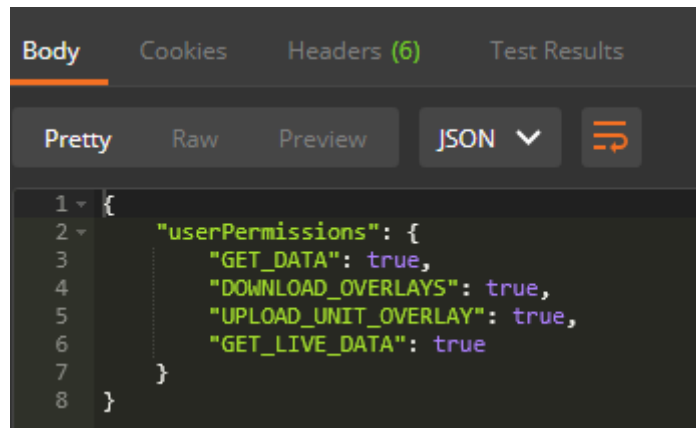 Body Cookies Headers (6) Test Results
Pretty Raw Preview JSON
1 {
2 "userPermissions": {
3 "GET_DATA": true,
4 "DOWNLOAD_OVERLAYS": true,
5 "UPLOAD_UNIT_OVERLAY": true,
6 "GET_LIVE_DATA": true
7 }
8 }